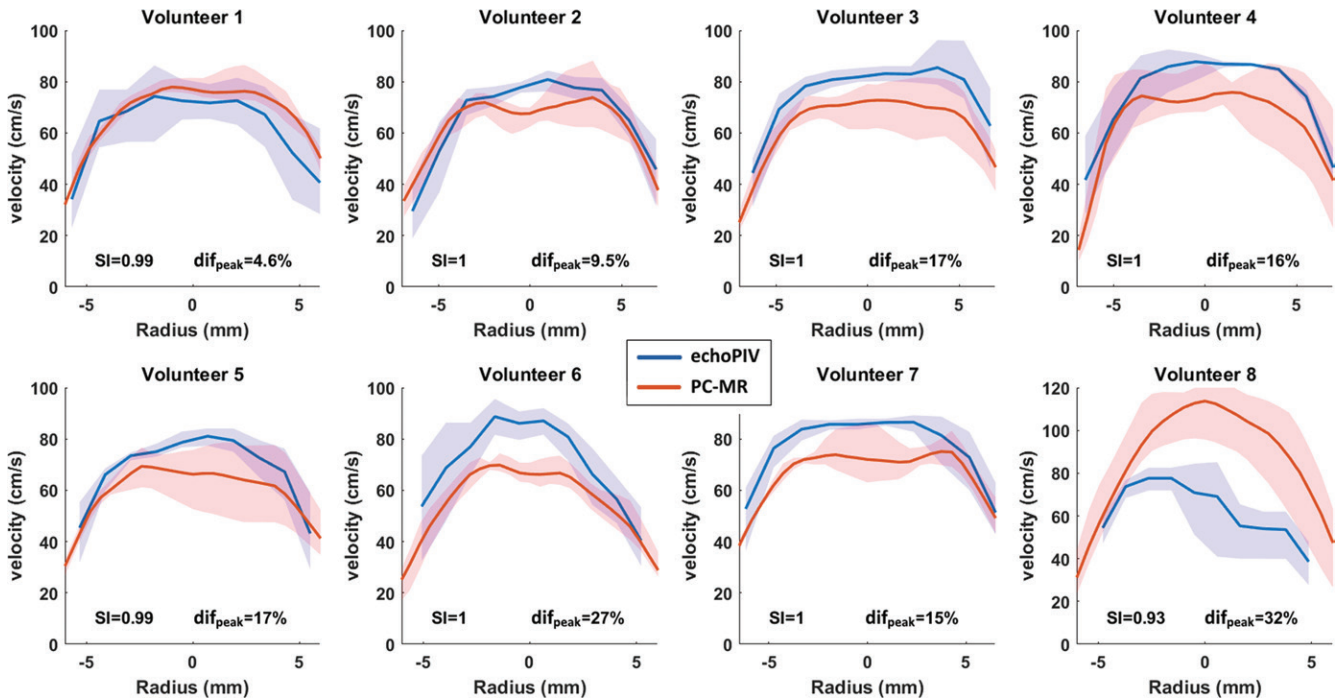 Volunteer 1
100
80
60
40
20
0
velocity (cm/s)
SI=0.99 dif_peak=4.6%
-5 0 5
Radius (mm)
Volunteer 2
100
80
60
40
20
0
velocity (cm/s)
SI=1 dif_peak=9.5%
-5 0 5
Radius (mm)
Volunteer 3
100
80
60
40
20
0
velocity (cm/s)
SI=1 dif_peak=17%
-5 0 5
Radius (mm)
Volunteer 4
100
80
60
40
20
0
velocity (cm/s)
SI=1 dif_peak=16%
-5 0 5
Radius (mm)
echoPIV
PC-MR
Volunteer 5
100
80
60
40
20
0
velocity (cm/s)
SI=0.99 dif_peak=17%
-5 0 5
Radius (mm)
Volunteer 6
100
80
60
40
20
0
velocity (cm/s)
SI=1 dif_peak=27%
-5 0 5
Radius (mm)
Volunteer 7
80
60
40
20
0
velocity (cm/s)
SI=1 dif_peak=15%
-5 0 5
Radius (mm)
Volunteer 8
120
100
80
60
40
20
0
velocity (cm/s)
SI=0.93 dif_peak=32%
-5 0 5
Radius (mm)